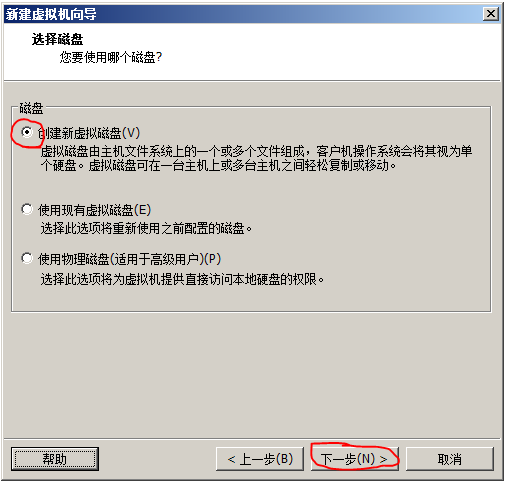 新建虚拟机向导
选择磁盘
您要使用哪个磁盘?
磁盘
创建新虚拟磁盘(V)
虚拟磁盘由主机文件系统上的一个或多个文件组成，客户机操作系统会将其视为单
个硬盘。虚拟磁盘可在一台主机上或多台主机之间轻松复制或移动。
使用现有虚拟磁盘(E)
选择此选项将重新使用之前配置的磁盘。
使用物理磁盘(适用于高级用户)(P)
选择此选项将为虚拟机提供直接访问本地硬盘的权限。
帮助
< 上一步(B)
下一步(N) >
取消